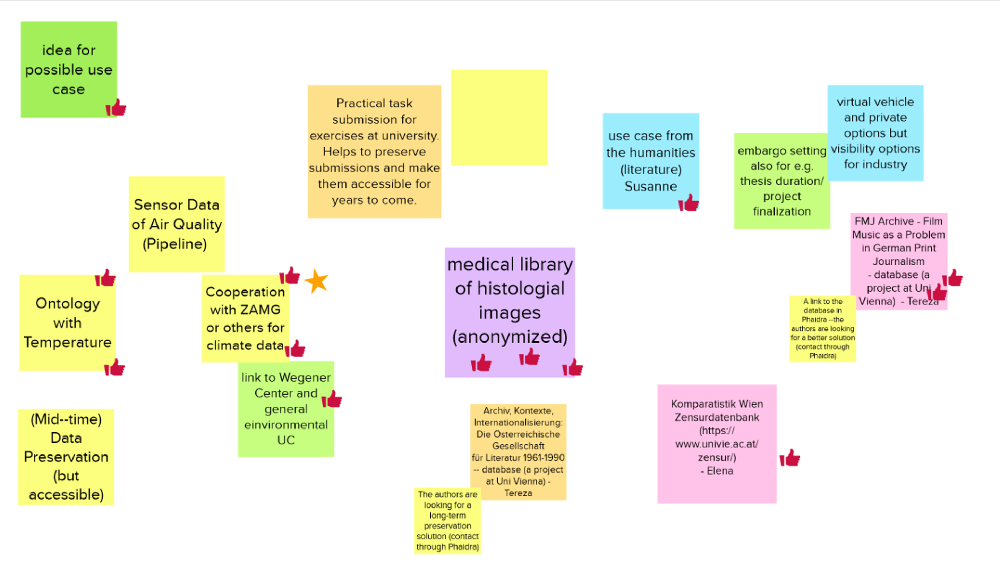 idea for
possible use
case
Practical task
submission for
exercises at university.
Helps to preserve
submissions and make
them accessible for
years to come.
use case from
the humanities
(literature)
Susanne
embargo setting
also for e.g.
thesis duration/
project
finalization
virtual vehicle
and private
options but
visibility options
for industry
Sensor Data
of Air Quality
(Pipeline)
FMJ Archive - Film
Music as a Problem
in German Print
Journalism
- database (a
project at Uni
Vienna) - Tereza
A link to the
database in
Phaidra --the
authors are looking
for a better solution
(contact through
Phaidra)
Ontology
with
Temperature
Cooperation
with ZAMG
or others for
climate data
link to Wegener
Center and
general
einvironmental
UC
medical library
of histologial
images
(anonymized)
(Mid--time)
Data
Preservation
(but
accessible)
Archiv, Kontexte,
Internationalisierung:
Die Österreichische
Gesellschaft
für Literatur 1961-1990
-- database (a project
at Uni Vienna) -
Tereza
The authors are
looking for a
long-term
preservation
solution (contact
through Phaidra)
Komparatistik Wien
Zensurdatenbank
(https://
www.univie.ac.at/
zensur/)
- Elena